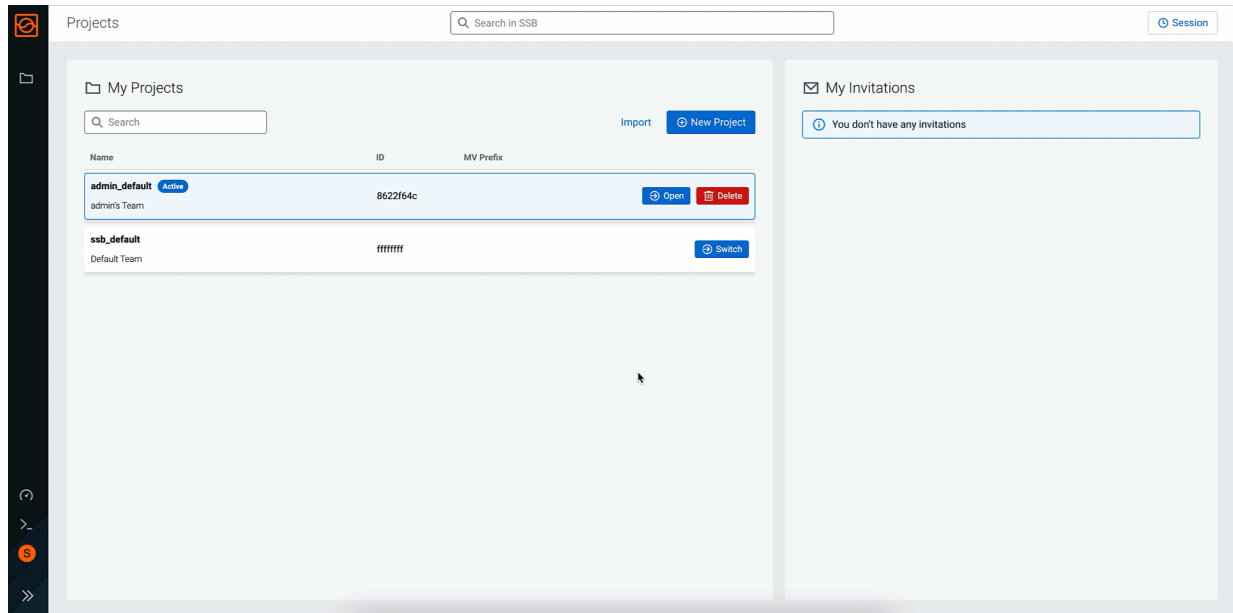 Projects
Search in SSB
Session
My Projects
Search
Import
New Project
Name ID MV Prefix
admin_default Active
admin's Team
8622f64c
Open
Delete
ssb_default
Default Team
ffffffff
Switch
My Invitations
You don't have any invitations
>_
S